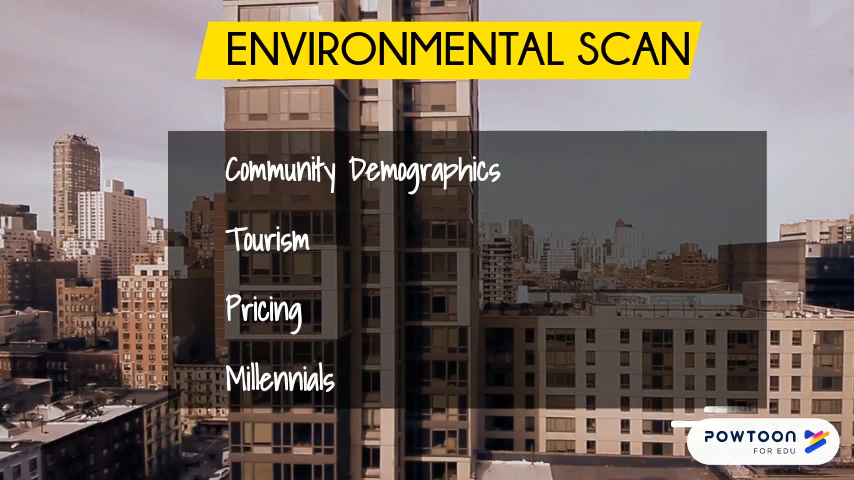 ENVIRONMENTAL SCAN
Community Demographics
Tourism
Pricing
Millennials
POWTOON
FOR EDU